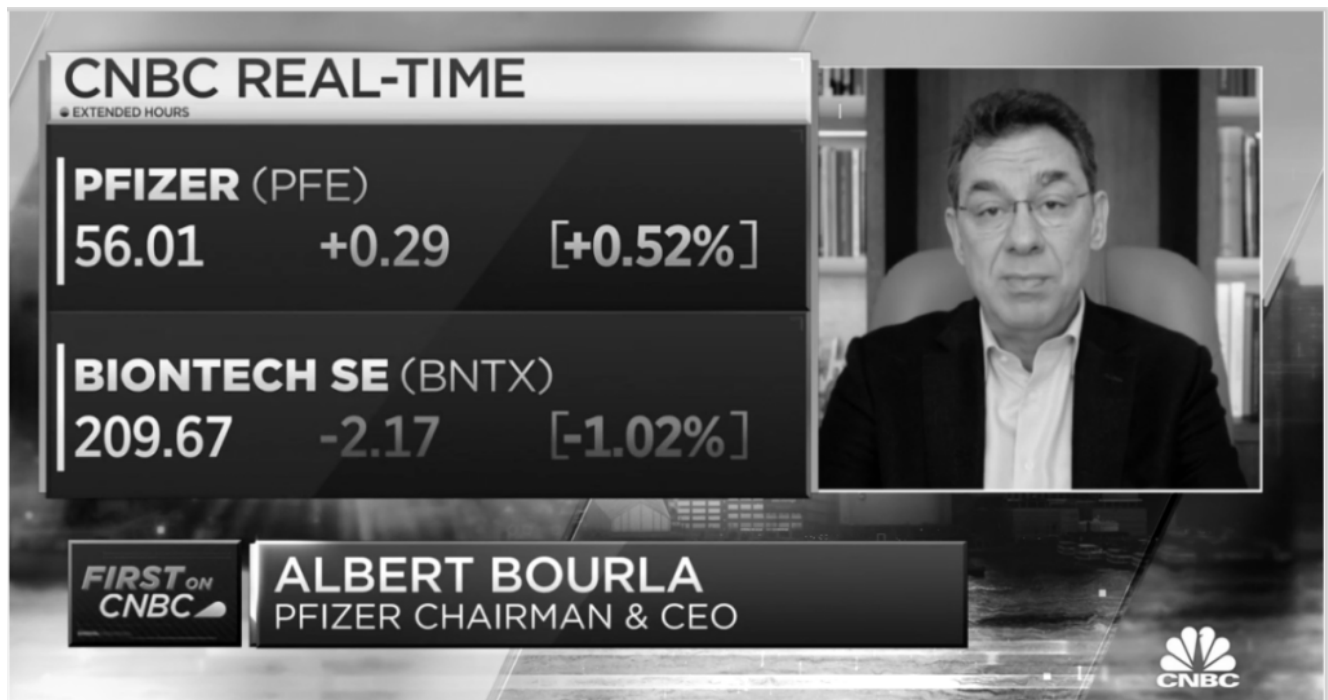 CNBC REAL-TIME
EXTENDED HOURS
PFIZER (PFE)
56.01 +0.29 [+0.52%]
BIONTECH SE (BNTX)
209.67 -2.17 [-1.02%]
FIRST ON
CNBC
ALBERT BOURLA
PFIZER CHAIRMAN & CEO
CNBC